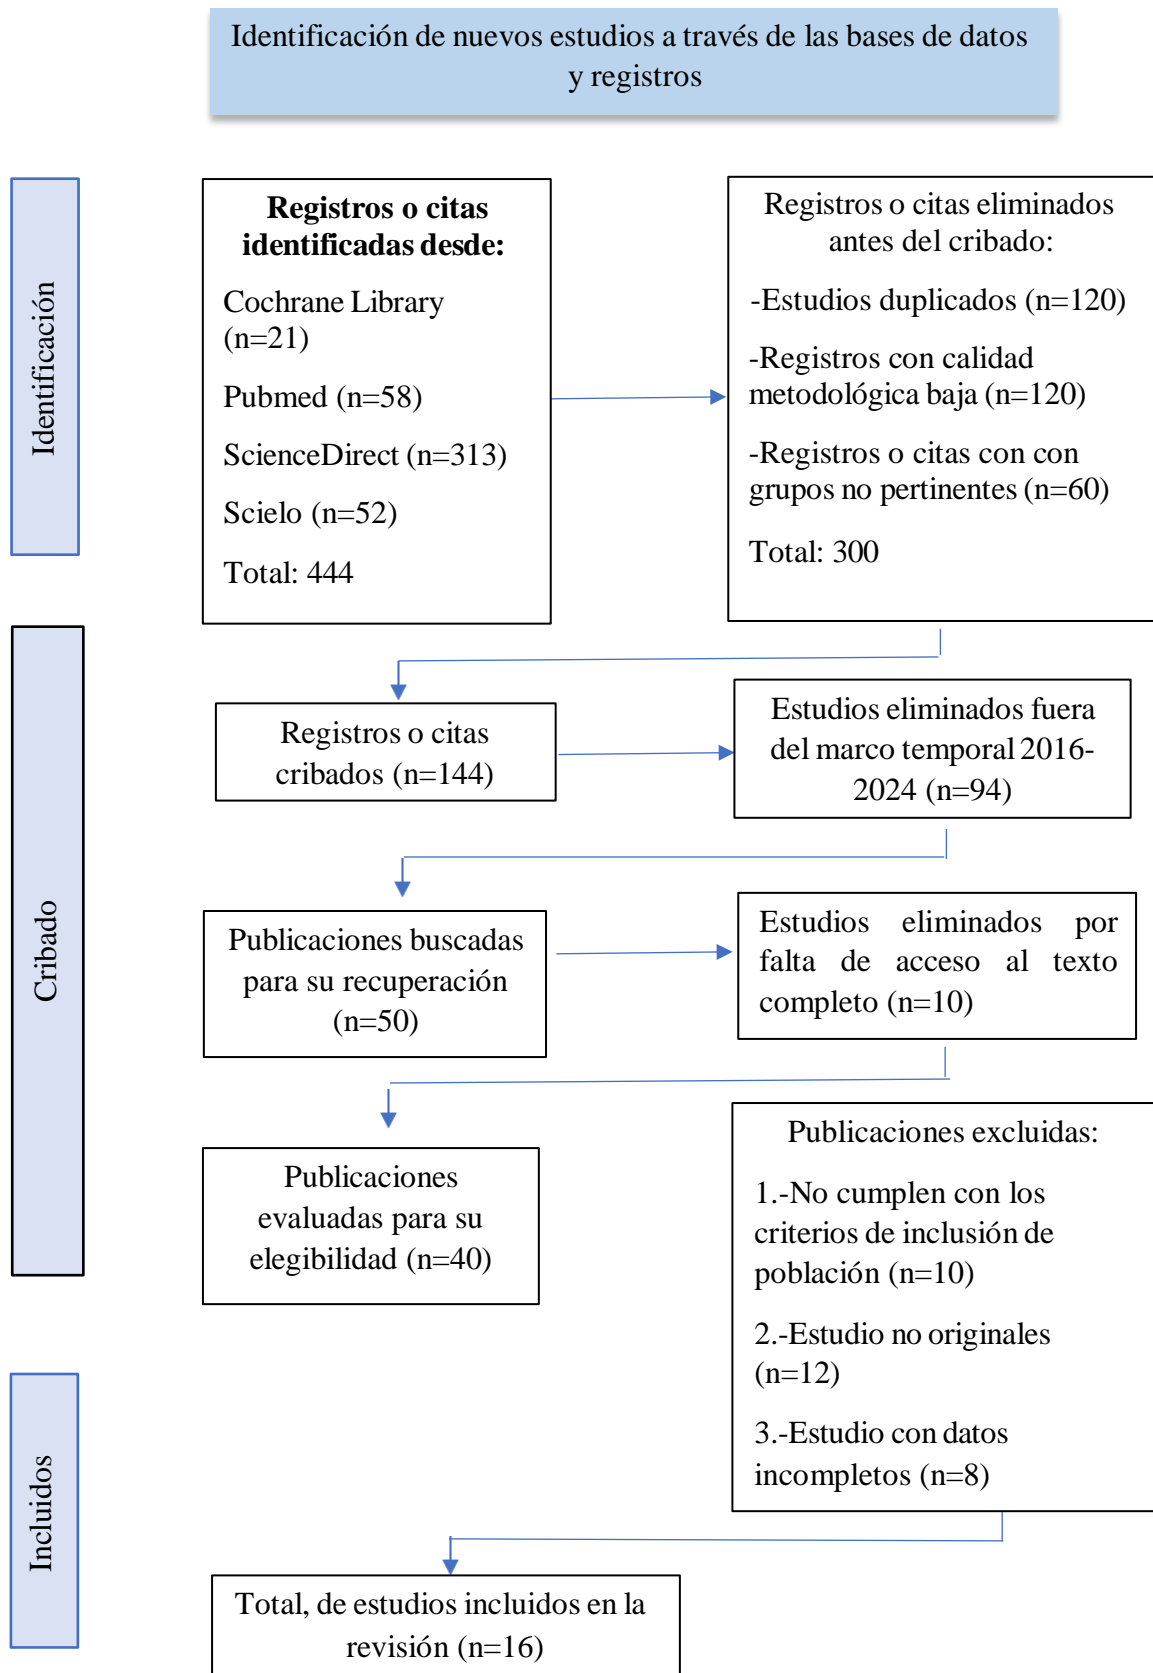 Identificación de nuevos estudios a través de las bases de datos
y registros
Identificación
Registros o citas
identificadas desde:
Cochrane Library
(n=21)
Pubmed (n=58)
ScienceDirect (n=313)
Scielo (n=52)
Total: 444
Registros o citas eliminados
antes del cribado:
-Estudios duplicados (n=120)
-Registros con calidad
metodológica baja (n=120)
-Registros o citas con con
grupos no pertinentes (n=60)
Total: 300
Cribado
Registros o citas
cribados (n=144)
Estudios eliminados fuera
del marco temporal 2016-
2024 (n=94)
Publicaciones buscadas
para su recuperación
(n=50)
Estudios eliminados por
falta de acceso al texto
completo (n=10)
Publicaciones
evaluadas para su
elegibilidad (n=40)
Publicaciones excluidas:
1.-No cumplen con los
criterios de inclusión de
población (n=10)
2.-Estudio no originales
(n=12)
3.-Estudio con datos
incompletos (n=8)
Incluidos
Total, de estudios incluidos en la
revisión (n=16)